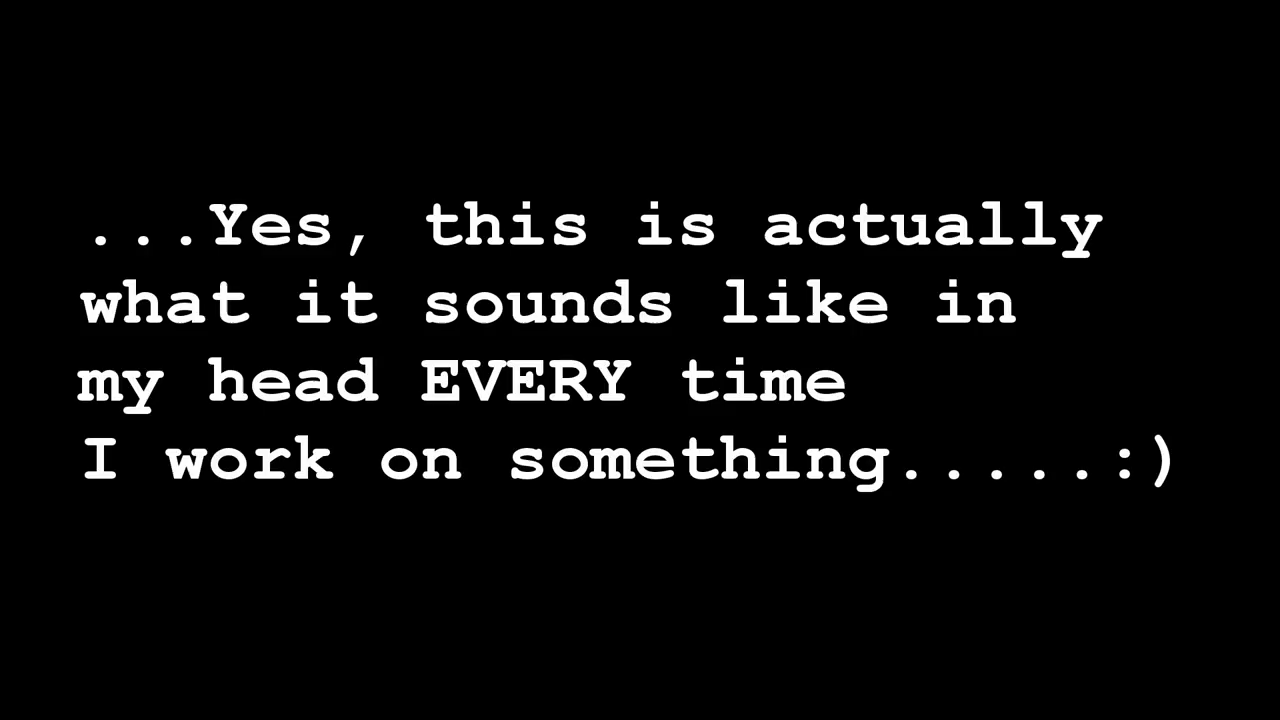 ...Yes, this is actually
what it sounds like in
my head EVERY time
I work on something.....:)